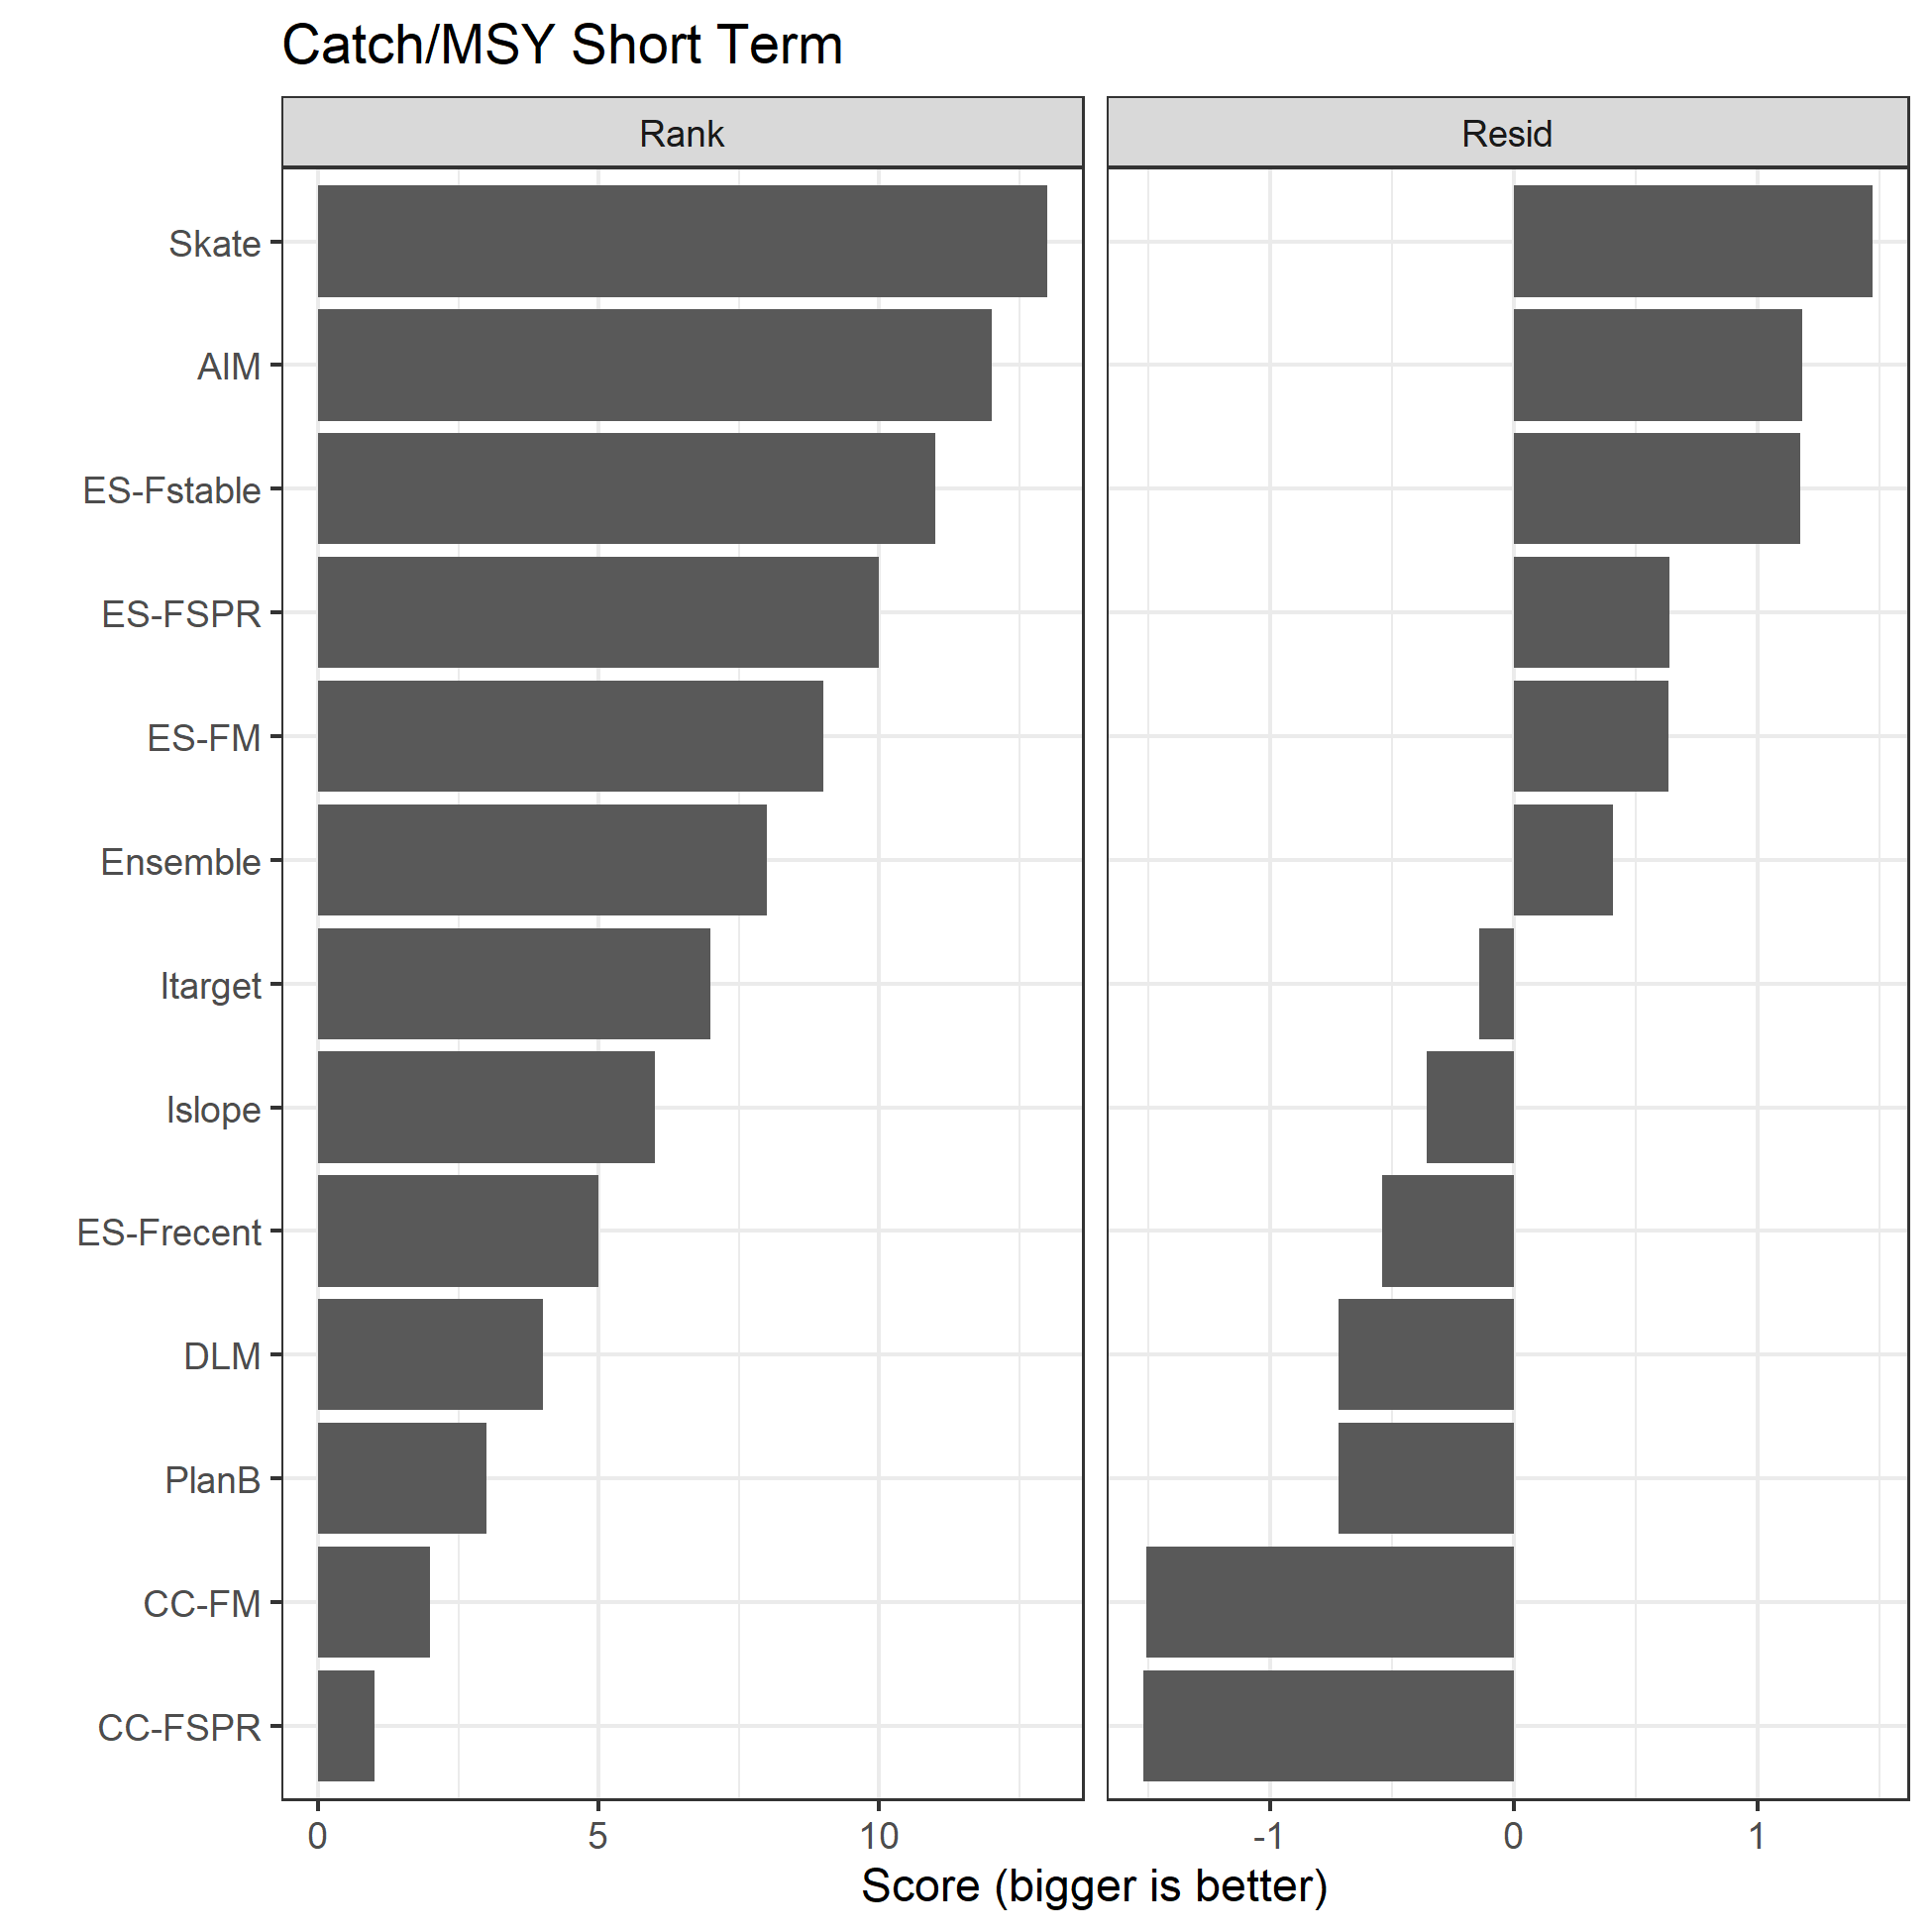 Catch/MSY Short Term
Rank
Resid
Skate
AIM
ES-Fstable
ES-FSPR
ES-FM
Ensemble
Itarget
Islope
ES-Frecent
DLM
PlanB
CC-FM
CC-FSPR
0 5 10
-1 0 1
Score (bigger is better)